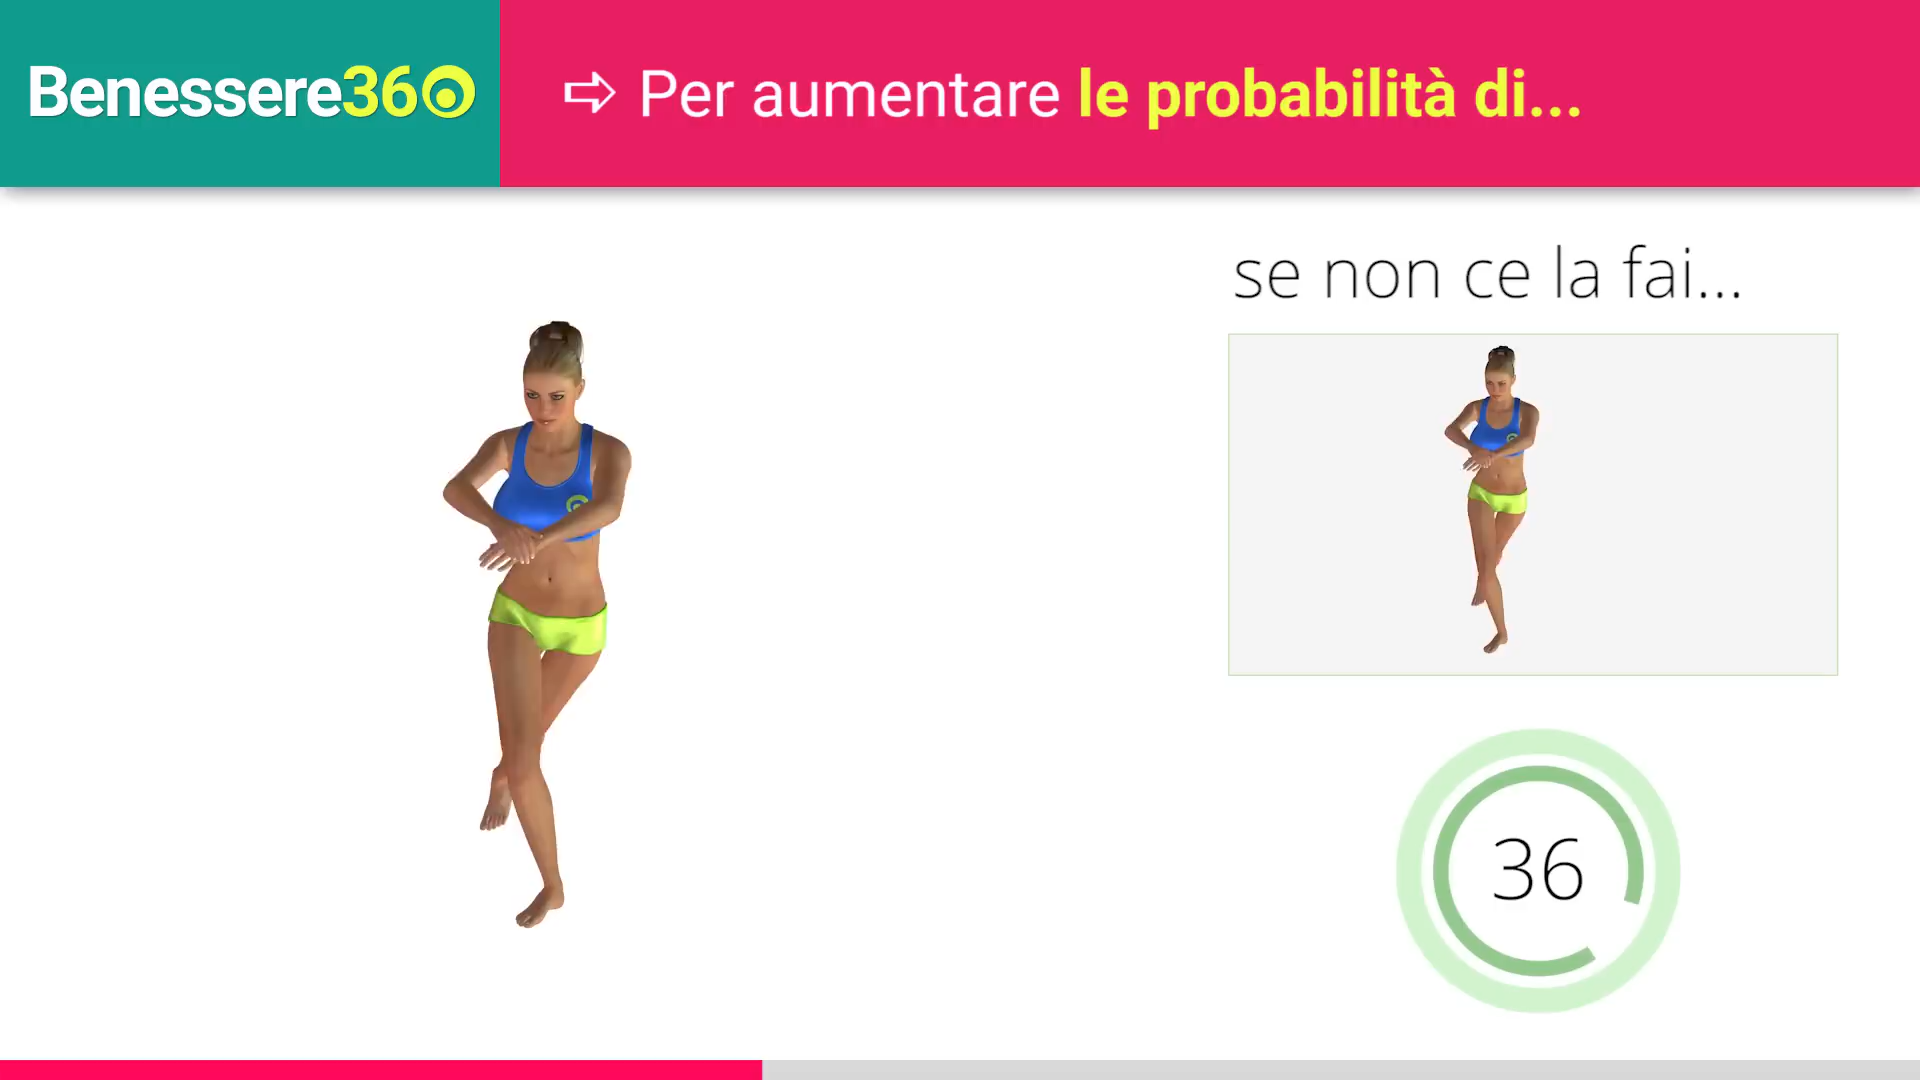 Benessere360
⇨ Per aumentare le probabilità di...
se non ce la fai...
36